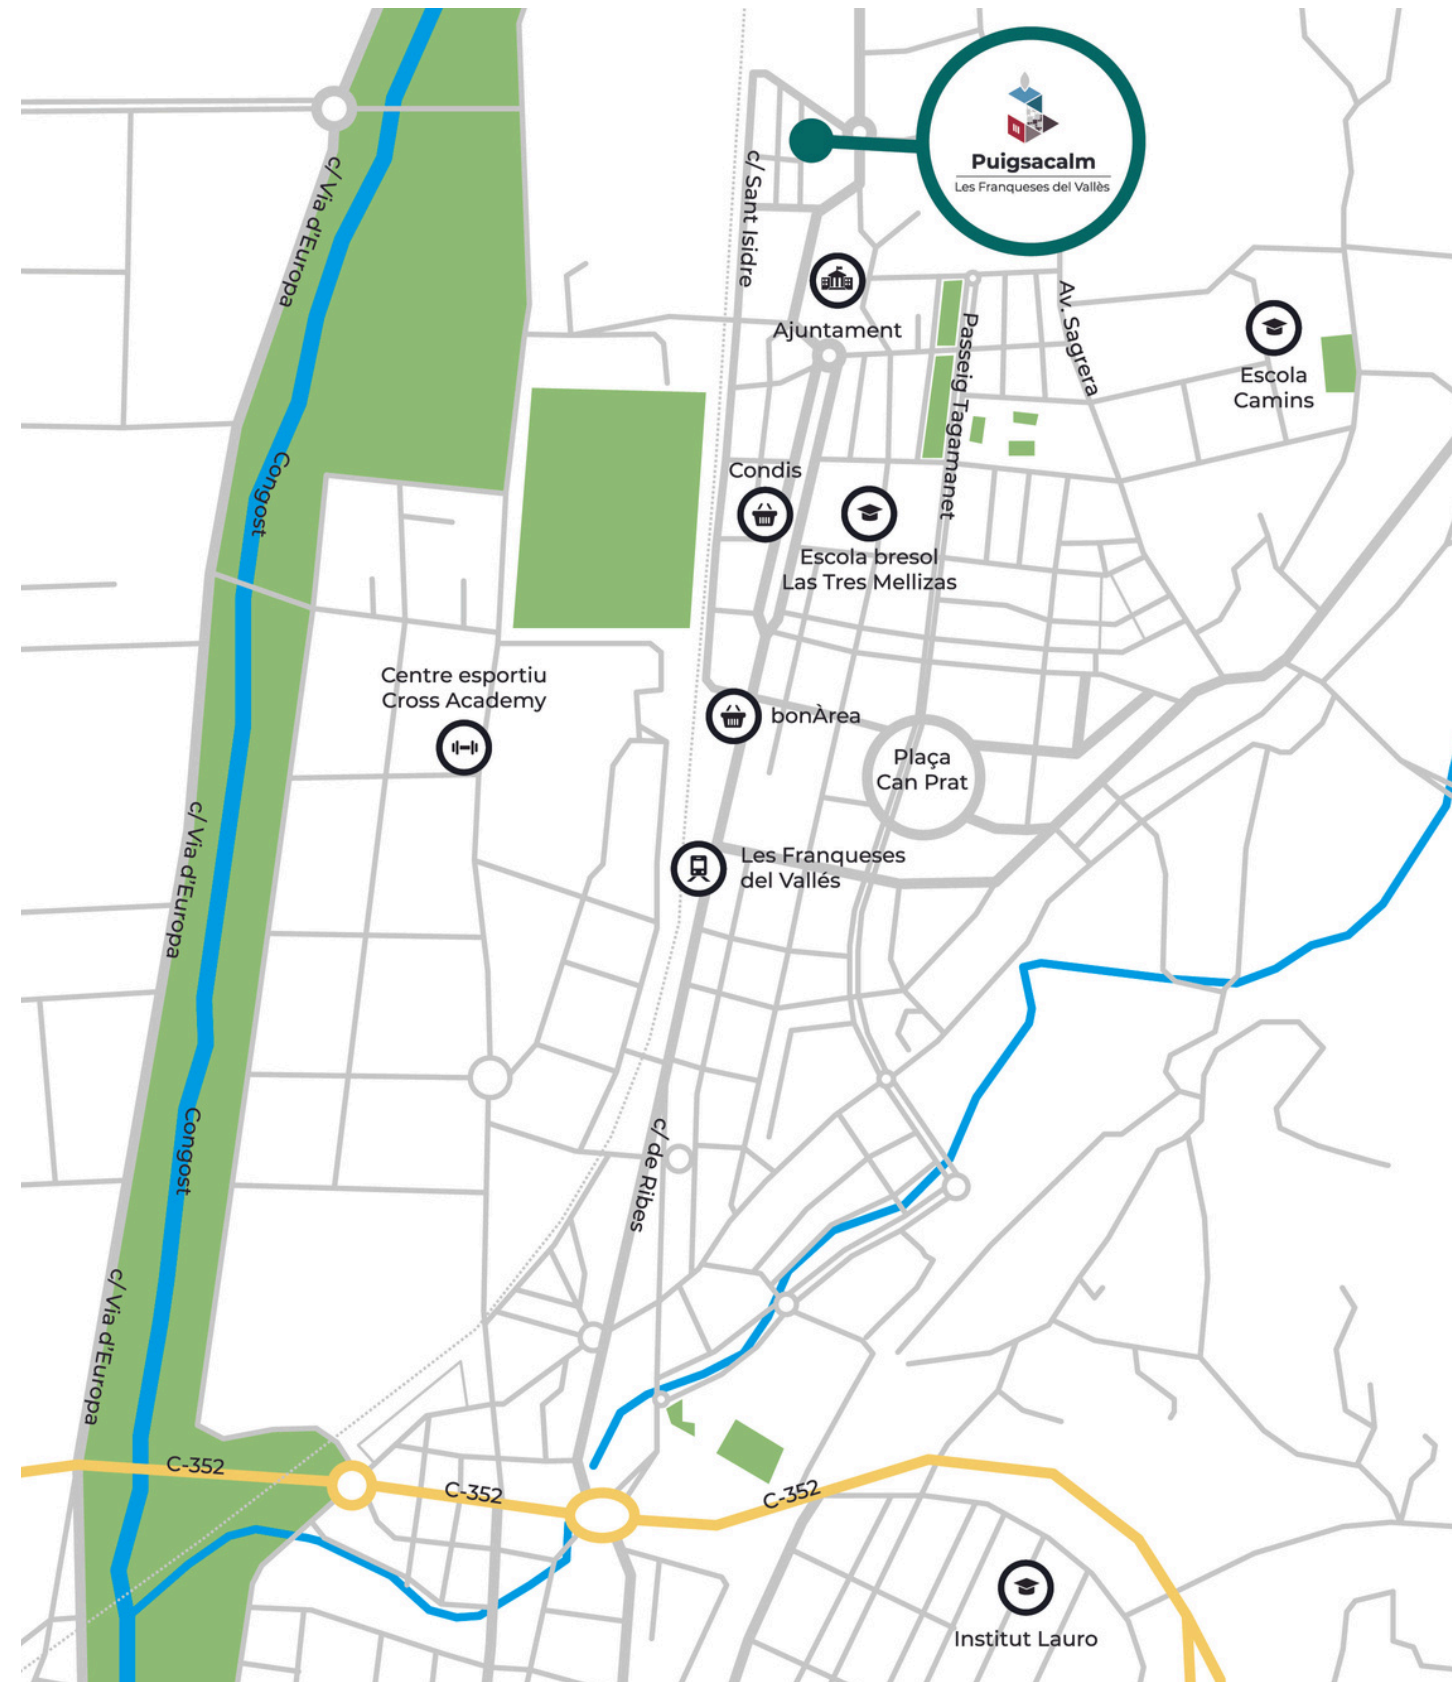 Puigsacalm
Les Franqueses del Vallès
c/ Via d'Europa
c/ Sant Isidre
Ajuntament
Av. Sagrera
Passeig Tagamanet
Escola
Camins
Congost
Condis
Escola bresol
Las Tres Mellizas
Centre esportiu
Cross Academy
bonÀrea
Plaça
Can Prat
c/ Via d'Europa
Les Franqueses
del Vallés
Congost
c/ de Ribes
c/ Via d'Europa
C-352
C-352
C-352
Institut Lauro